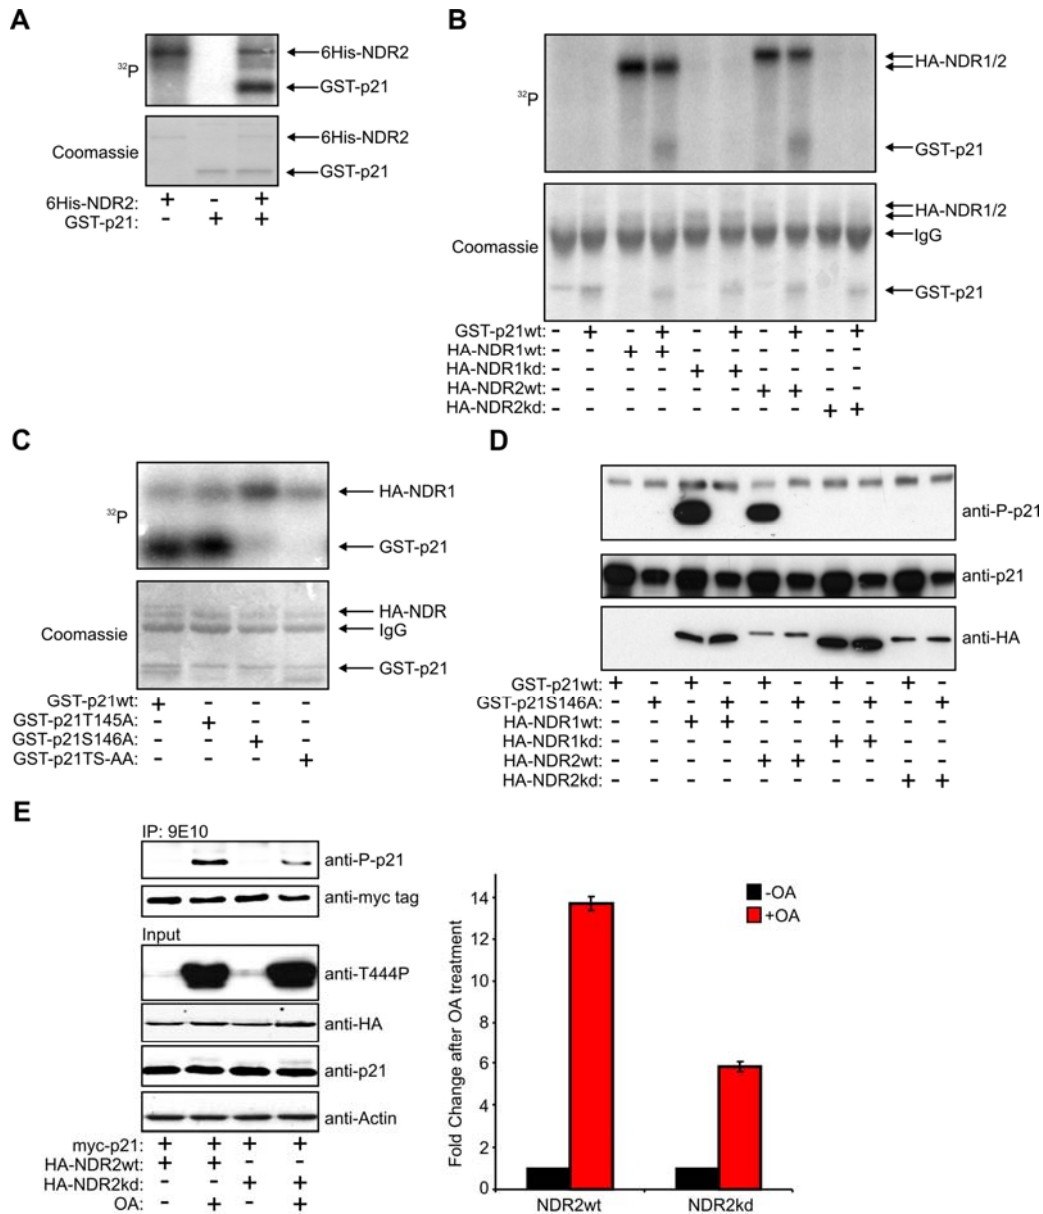 A
32P
6His-NDR2
GST-p21
Coomassie
6His-NDR2
GST-p21
6His-NDR2: + - +
GST-p21: - + +
B
32P
HA-NDR1/2
GST-p21
Coomassie
HA-NDR1/2
IgG
GST-p21
GST-p21wt: - + - + - + - + - +
HA-NDR1wt: - - + + - - - - - -
HA-NDR1kd: - - - - + + - - - -
HA-NDR2wt: - - - - - - + + - -
HA-NDR2kd: - - - - - - - - + +
C
32P
HA-NDR1
GST-p21
Coomassie
HA-NDR
IgG
GST-p21
GST-p21wt: + - - -
GST-p21T145A: - + - -
GST-p21S146A: - - + -
GST-p21TS-AA: - - - +
D
anti-P-p21
anti-p21
anti-HA
GST-p21wt: + - + - + - + - + -
GST-p21S146A: - + - + - + - + - +
HA-NDR1wt: - - + + - - - - - -
HA-NDR1kd: - - - - - - + + - -
HA-NDR2wt: - - - - + + - - - -
HA-NDR2kd: - - - - - - - - + +
E
IP: 9E10
anti-P-p21
anti-myc tag
Input
anti-T444P
anti-HA
anti-p21
anti-Actin
myc-p21: + + + +
HA-NDR2wt: + + - -
HA-NDR2kd: - - + +
OA: - + - +
Fold Change after OA treatment
14
12
10
8
6
4
2
0
-OA
+OA
NDR2wt
NDR2kd